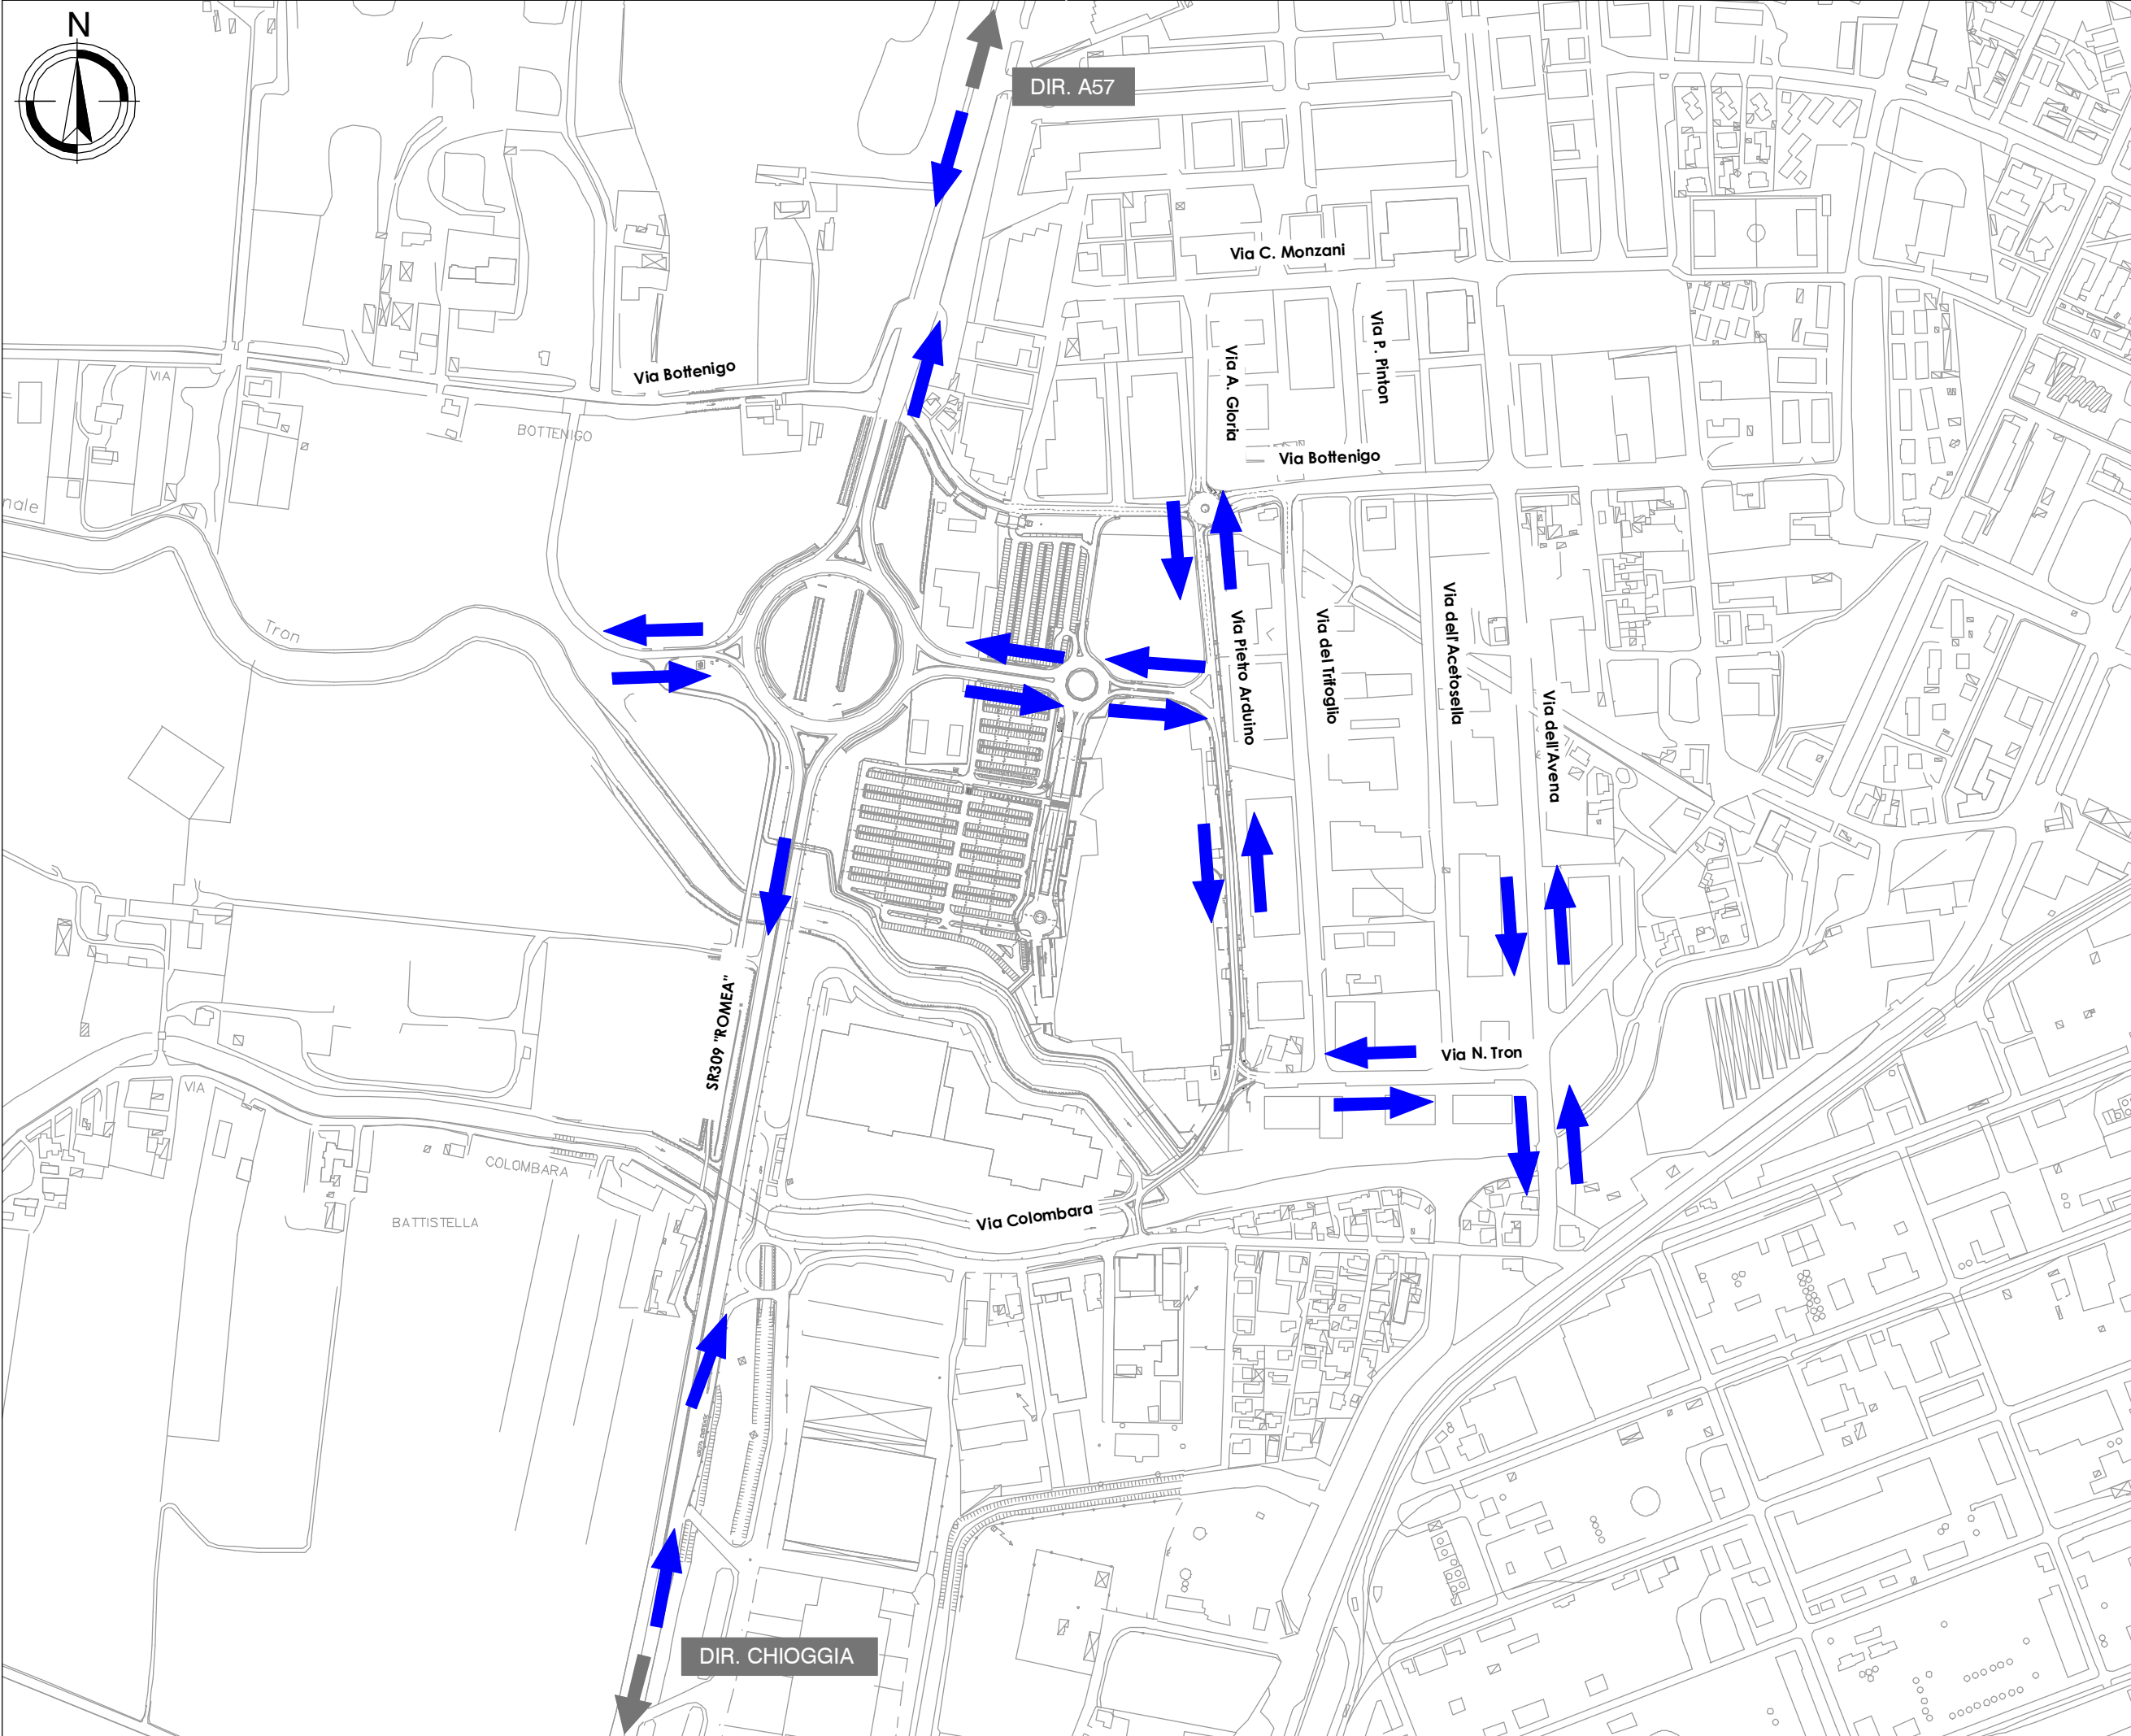 N
DIR. A57
Via C. Monzani
Via P. Pinton
Via A. Gloria
Via Bottenigo
VIA
BOTTENIGO
Via Bottenigo
nale
Tron
Via Pietro Arduino
Via del Trifoglio
Via dell'Acetosella
Via dell'Avena
SR309 "ROMEA"
Via N. Tron
VIA
COLOMBARA
BATTISTELLA
Via Colombara
DIR. CHIOGGIA